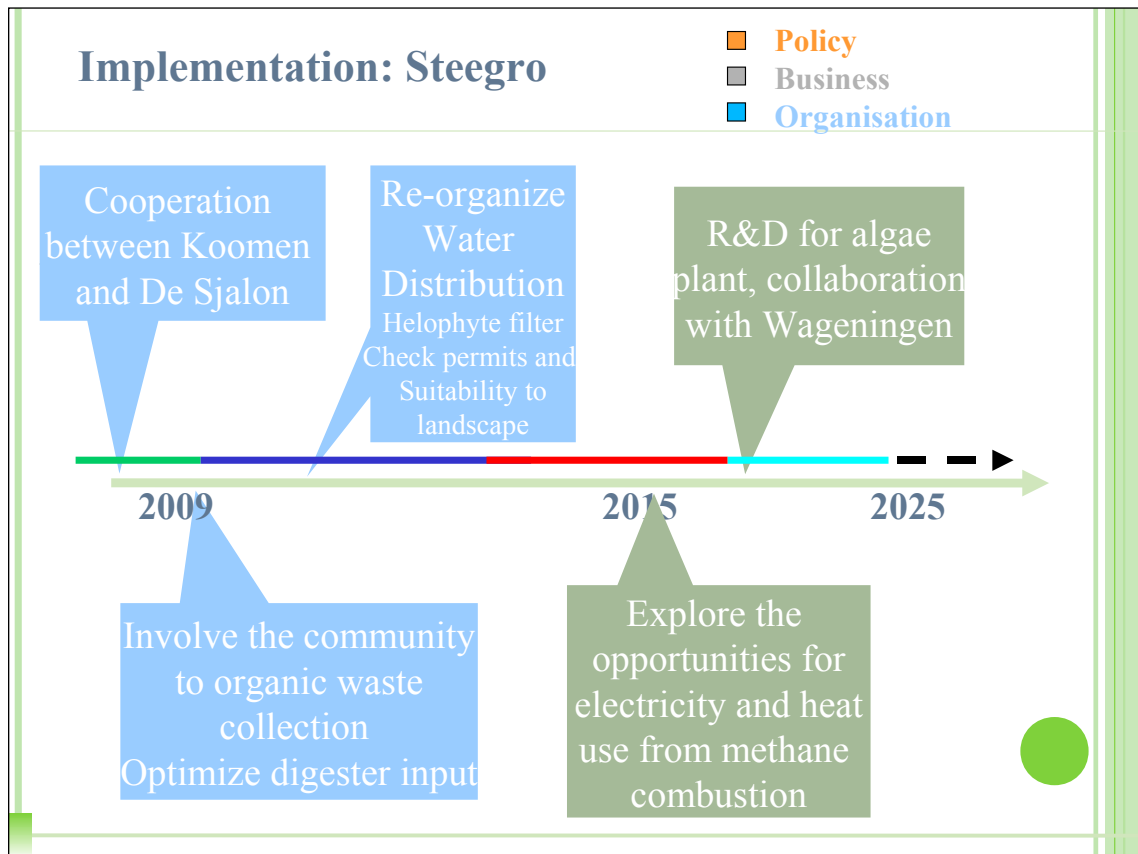 Implementation: Steegro
Policy
Business
Organisation
Cooperation
between Koomen
and De Sjalon
Re-organize
Water
Distribution
Helophyte filter
Check permits and
Suitability to
landscape
R&D for algae
plant, collaboration
with Wageningen
2009
2015
2025
Involve the community
to organic waste
collection
Optimize digester input
Explore the
opportunities for
electricity and heat
use from methane
combustion